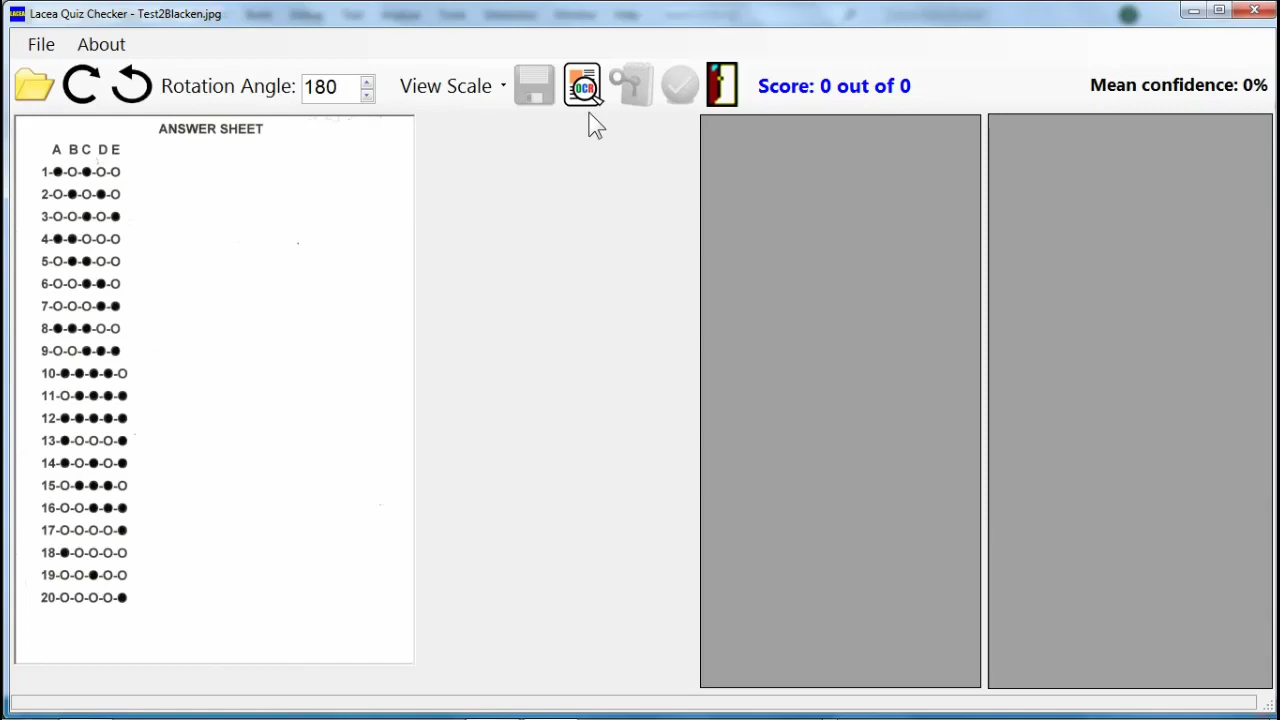 Lacea Quiz Checker - Test2Blacken.jpg
File About
Rotation Angle: 180 View Scale OCR Score: 0 out of 0 Mean confidence: 0%
ANSWER SHEET
A B C D E
1-●-O-●-O-O
2-O-●-O-●-O
3-O-O-●-O-●
4-●-●-O-O-O
5-O-●-●-O-O
6-O-O-●-●-O
7-O-O-O-●-●
8-●-●-●-O-O
9-O-O-●-●-●
10-●-●-●-●-O
11-O-●-●-●-●
12-●-●-●-●-●
13-●-O-O-O-●
14-●-O-●-O-●
15-O-●-●-●-O
16-O-O-●-●-●
17-O-O-O-O-●
18-●-O-O-O-O
19-O-O-●-O-O
20-O-O-O-O-●